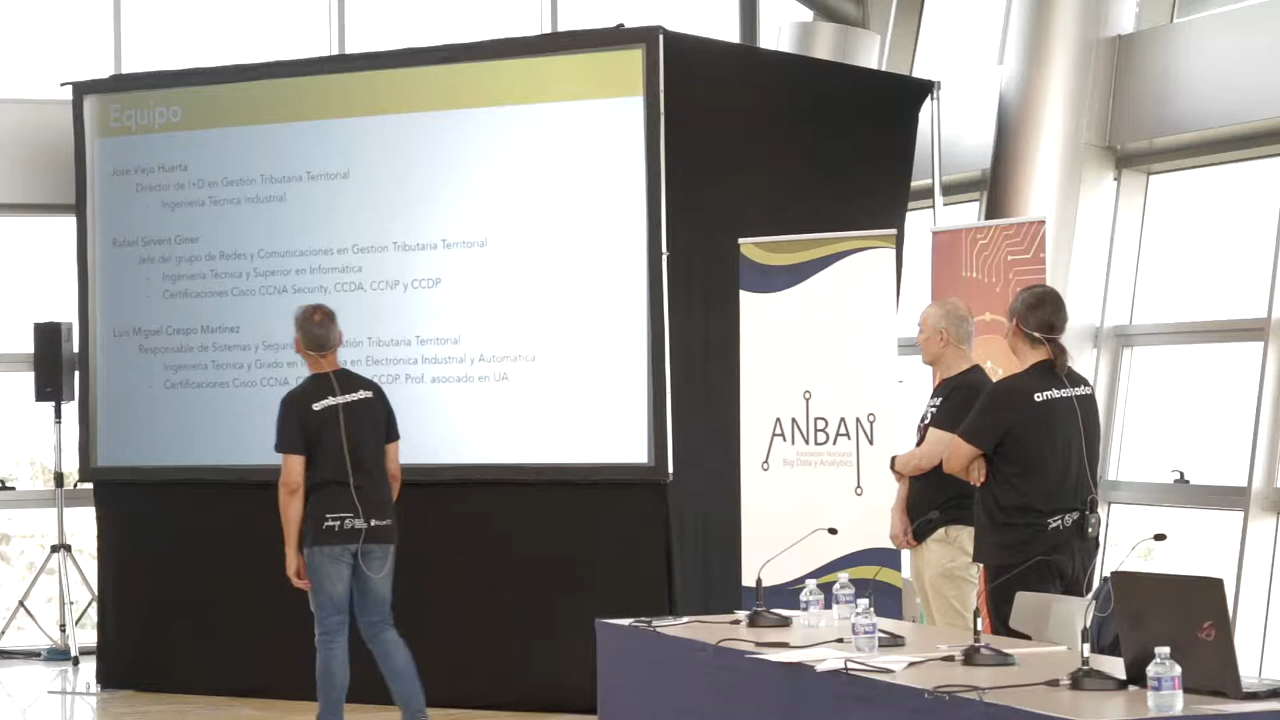 Equipo
Jose Viejo Huerta
Director de I+D en Gestión Tributaria Territorial
- Ingeniería Técnica Industrial
Rafael Sirvent Giner
Jefe del grupo de Redes y Comunicaciones en Gestión Tributaria Territorial
- Ingeniería Técnica y Superior en Informática
- Certificaciones Cisco CCNA Security, CCDA, CCNP y CCDP
Luis Miguel Crespo Martínez
Responsable de Sistemas y Tributaria Territorial
Ingeniería Técnica y Grado en en Electrónica Industrial y Automática
- Certificaciones Cisco CCNA, CCDP. Prof. asociado en UA.
ambassador
ANBAN
Asociación Nacional
Big Data y Analytics
ambassador